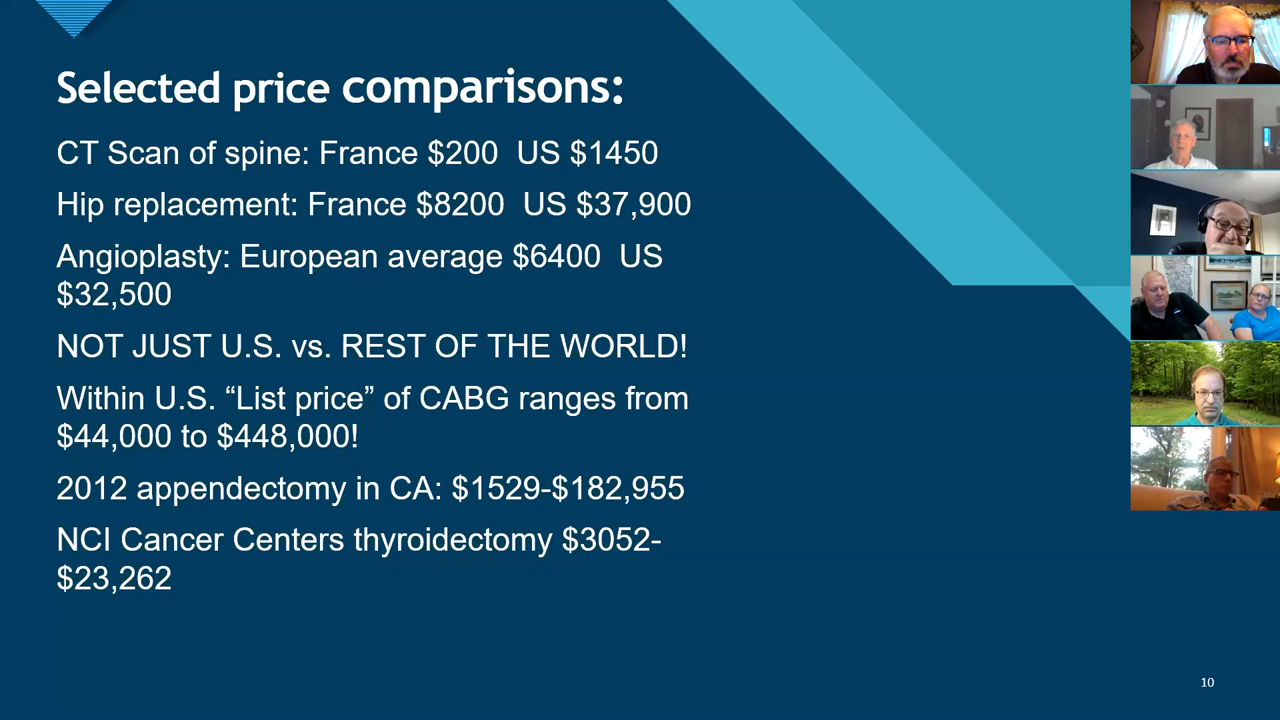 Selected price comparisons:
CT Scan of spine: France $200  US $1450
Hip replacement: France $8200  US $37,900
Angioplasty: European average $6400  US
$32,500
NOT JUST U.S. vs. REST OF THE WORLD!
Within U.S. “List price” of CABG ranges from
$44,000 to $448,000!
2012 appendectomy in CA: $1529-$182,955
NCI Cancer Centers thyroidectomy $3052-
$23,262
10